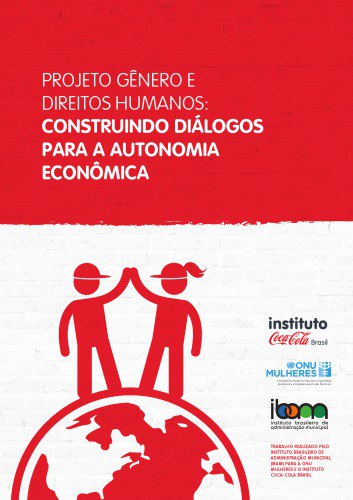 PROJETO GÊNERO E
DIREITOS HUMANOS:
CONSTRUINDO DIÁLOGOS
PARA A AUTONOMIA
ECONÔMICA
instituto
Coca-Cola Brasil
ONU
MULHERES
ibam
instituto brasileiro de
administração municipal
TRABALHO REALIZADO PELO
INSTITUTO BRASILEIRO DE
ADMINISTRAÇÃO MUNICIPAL
(IBAM) PARA A ONU
MULHERES E O INSTITUTO
COCA-COLA BRASIL